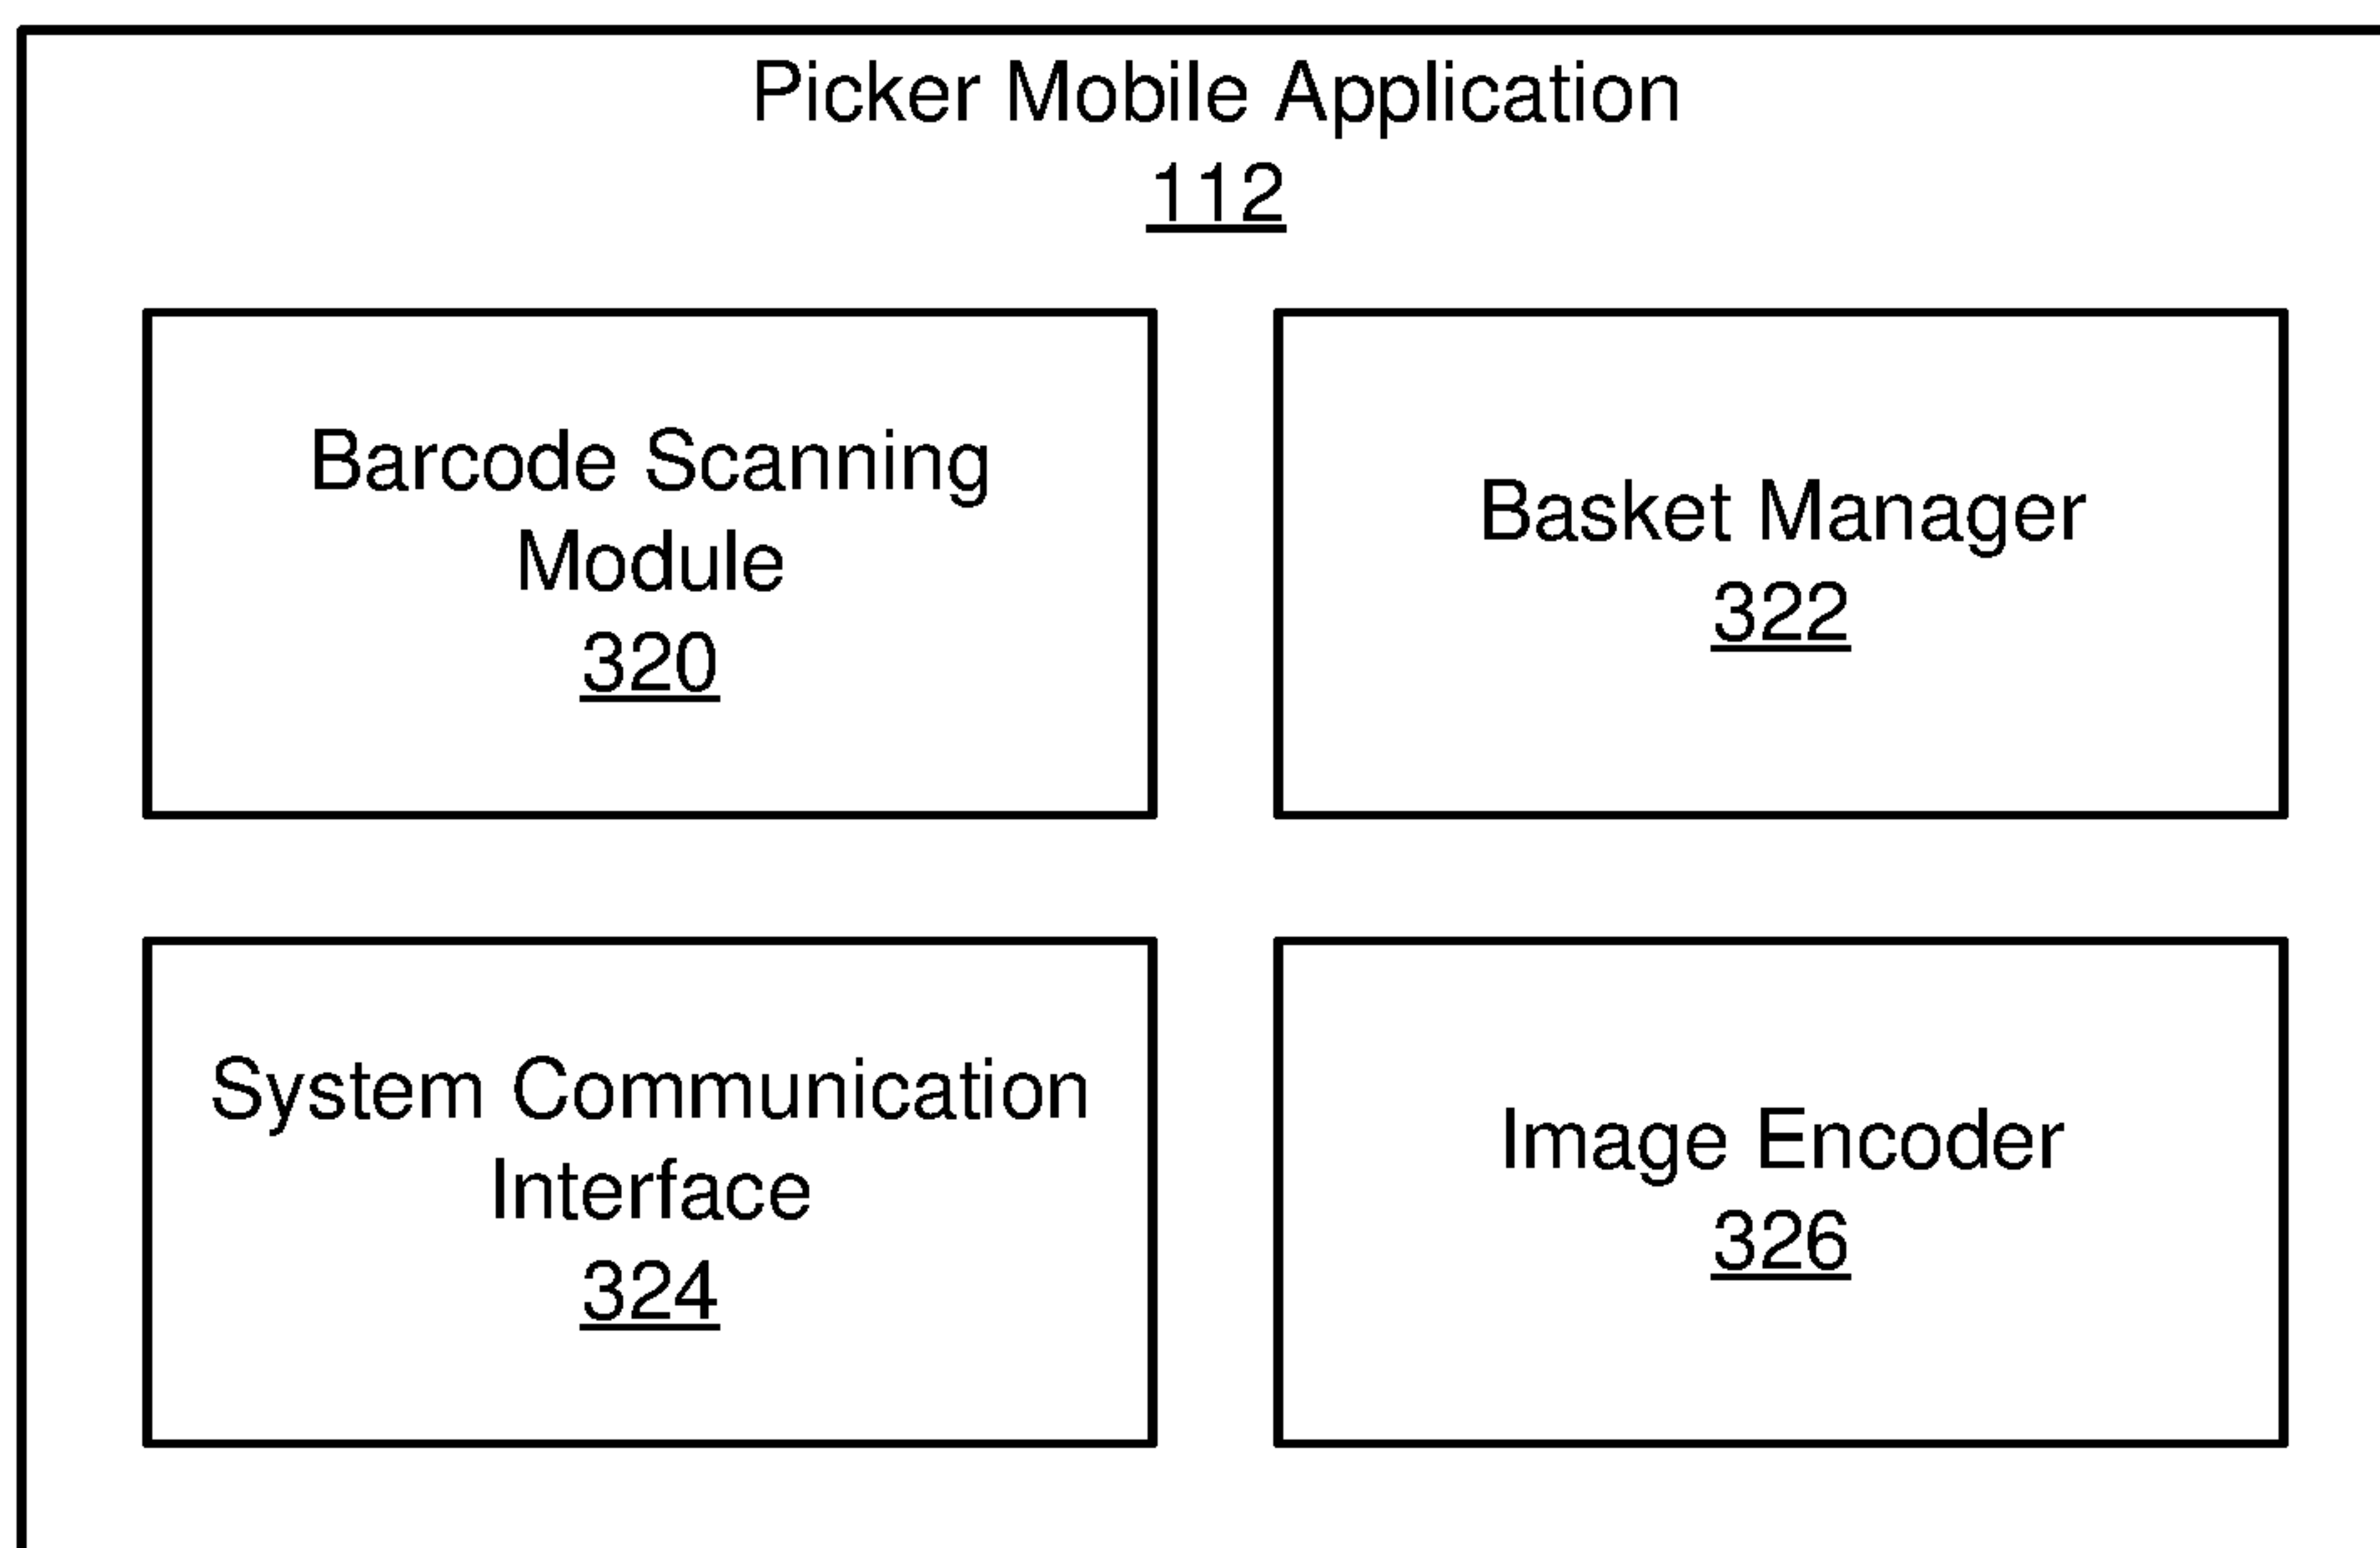 Picker Mobile Application
112
Barcode Scanning
Module
320
Basket Manager
322
System Communication
Interface
324
Image Encoder
326